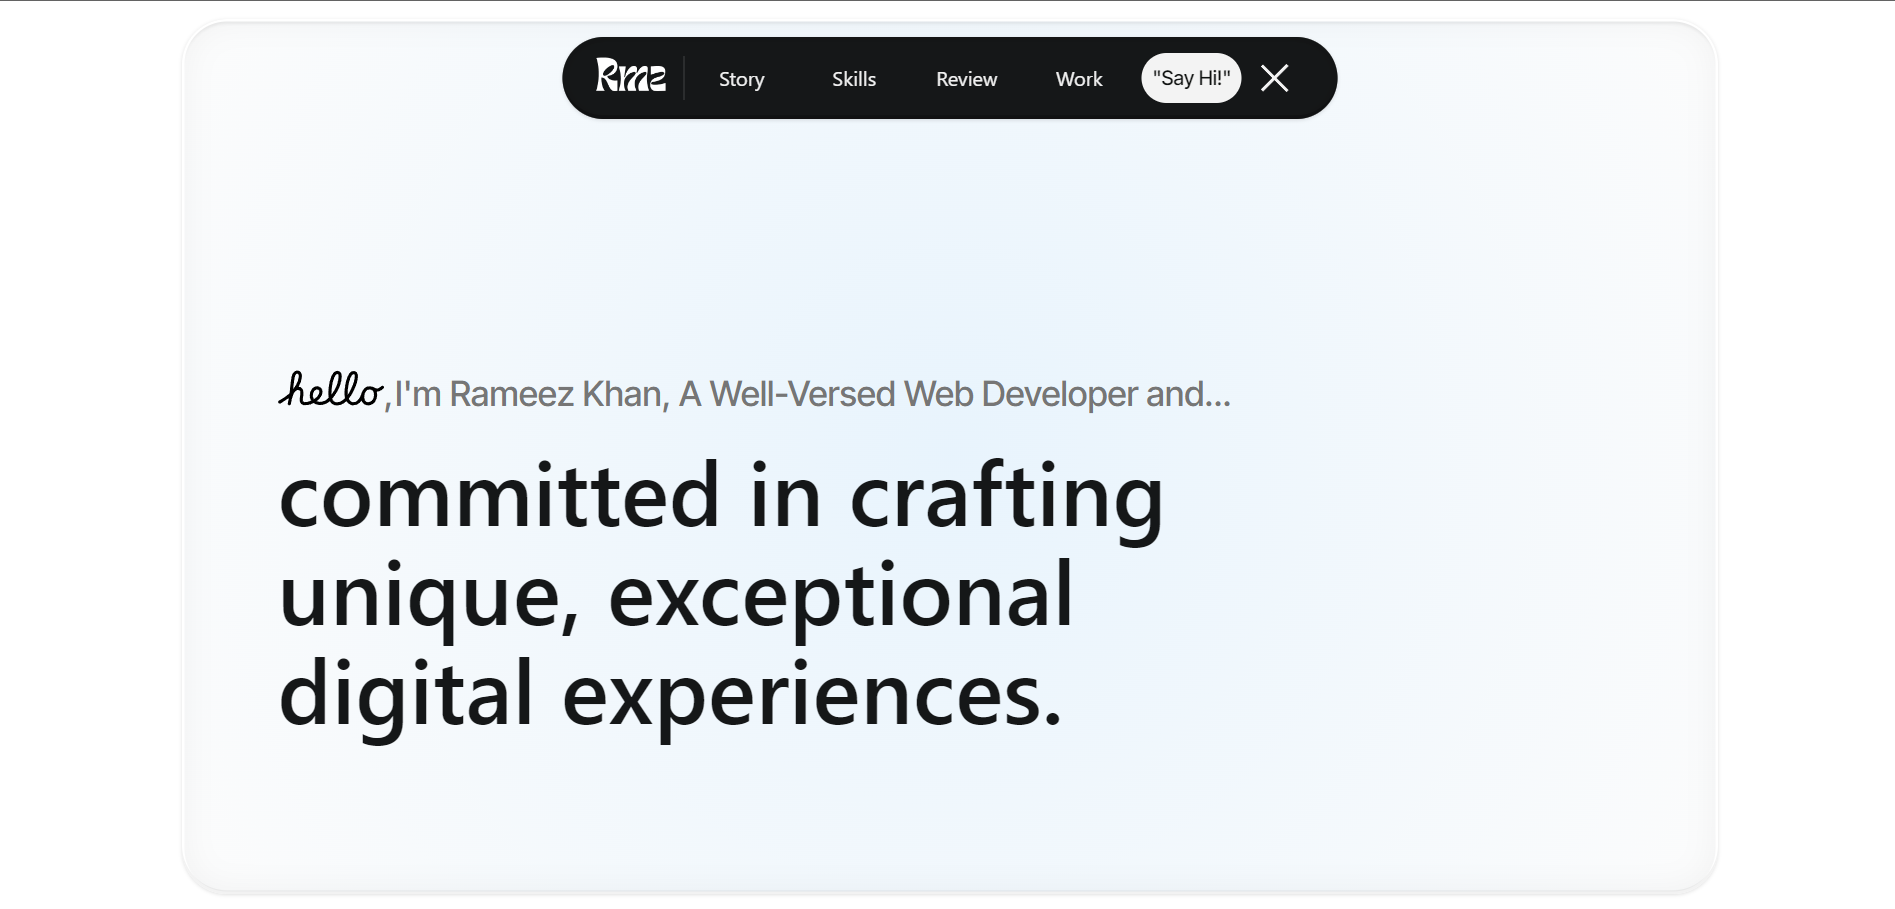 Rmz Story Skills Review Work "Say Hi!"
hello, I'm Rameez Khan, A Well-Versed Web Developer and...
committed in crafting
unique, exceptional
digital experiences.